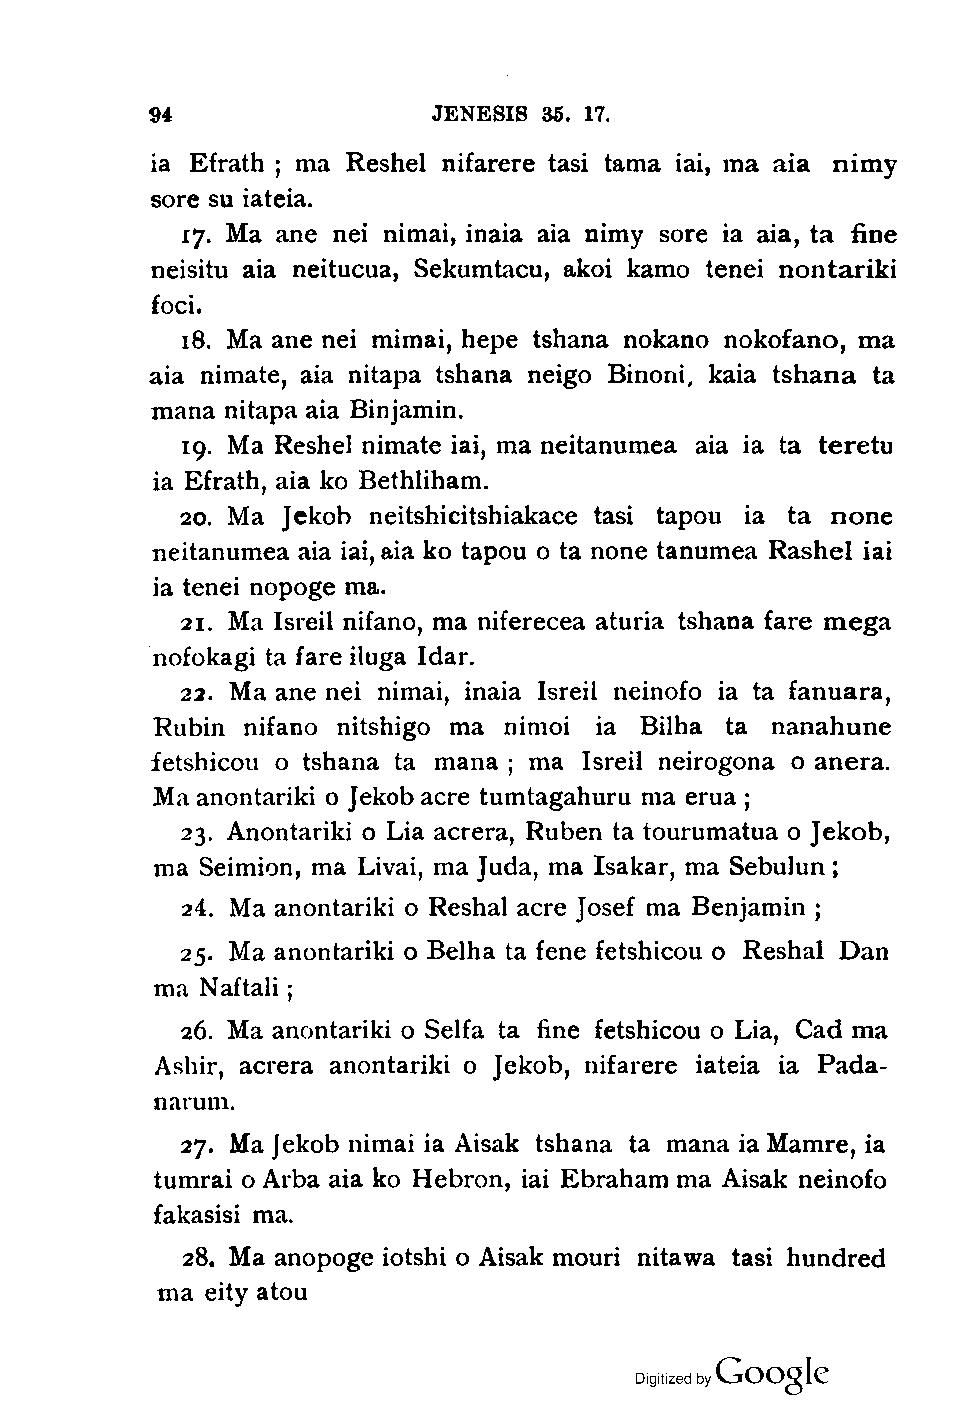 94 JENESIS 35. 17.
ia Efrath ; ma Reshel nifarere tasi tama iai, ma aia nimy
sore su iateia.
17. Ma ane nei nimai, inaia aia nimy sore ia aia, ta fine
neisitu aia neitucua, Sekumtacu, akoi kamo tenei nontariki
foci.
18. Ma ane nei mimai, hepe tshana nokano nokofano, ma
aia nimate, aia nitapa tshana neigo Binoni, kaia tshana ta
mana nitapa aia Binjamin.
19. Ma Reshel nimate iai, ma neitanumea aia ia ta teretu
ia Efrath, aia ko Bethliham.
20. Ma Jekob neitshicitshiakace tasi tapou ia ta none
neitanumea aia iai, aia ko tapou o ta none tanumea Rashel iai
ia tenei nopoge ma.
21. Ma Isreil nifano, ma niferecea aturia tshana fare mega
nofokagi ta fare iluga Idar.
22. Ma ane nei nimai, inaia Isreil neinofo ia ta fanuara,
Rubin nifano nitshigo ma nimoi ia Bilha ta nanahune
fetshicou o tshana ta mana ; ma Isreil neirogona o anera.
Ma anontariki o Jekob acre tumtagahuru ma erua ;
23. Anontariki o Lia acrera, Ruben ta tourumatua o Jekob,
ma Seimion, ma Livai, ma Juda, ma Isakar, ma Sebulun ;
24. Ma anontariki o Reshal acre Josef ma Benjamin ;
25. Ma anontariki o Belha ta fene fetshicou o Reshal Dan
ma Naftali ;
26. Ma anontariki o Selfa ta fine fetshicou o Lia, Cad ma
Ashir, acrera anontariki o Jekob, nifarere iateia ia Pada-
narum.
27. Ma Jekob nimai ia Aisak tshana ta mana ia Mamre, ia
tumrai o Arba aia ko Hebron, iai Ebraham ma Aisak neinofo
fakasisi ma.
28. Ma anopoge iotshi o Aisak mouri nitawa tasi hundred
ma eity atou
Digitized by Google